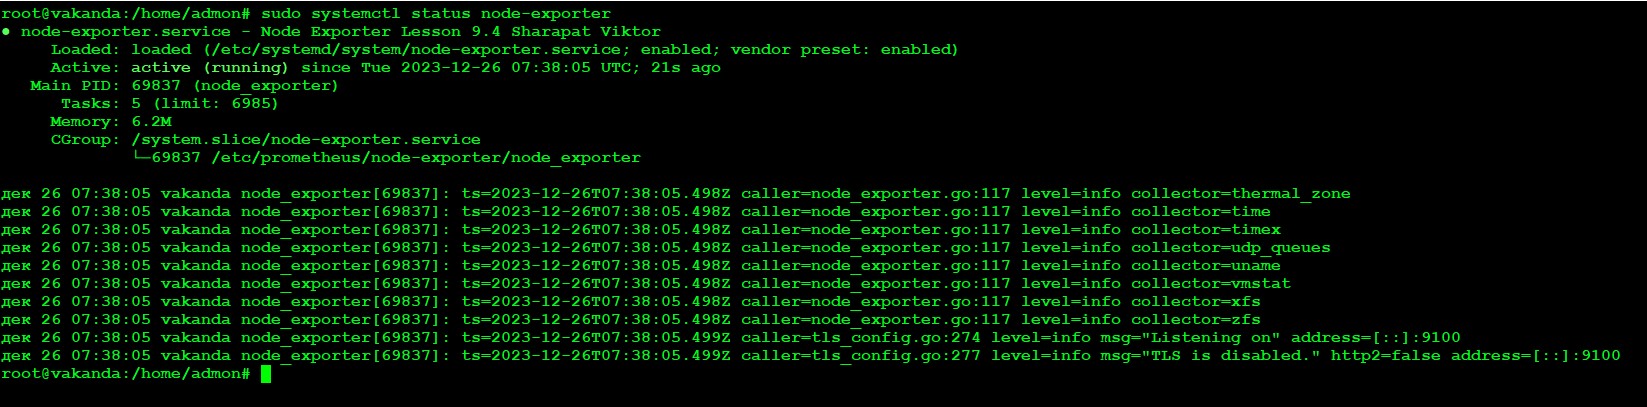 root@vakanda:/home/admon# sudo systemctl status node-exporter
● node-exporter.service - Node Exporter Lesson 9.4 Sharapat Viktor
Loaded: loaded (/etc/systemd/system/node-exporter.service; enabled; vendor preset: enabled)
Active: active (running) since Tue 2023-12-26 07:38:05 UTC; 21s ago
Main PID: 69837 (node_exporter)
Tasks: 5 (limit: 6985)
Memory: 6.2M
CGroup: /system.slice/node-exporter.service
└─69837 /etc/prometheus/node-exporter/node_exporter
дек 26 07:38:05 vakanda node_exporter[69837]: ts=2023-12-26T07:38:05.498Z caller=node_exporter.go:117 level=info collector=thermal_zone
дек 26 07:38:05 vakanda node_exporter[69837]: ts=2023-12-26T07:38:05.498Z caller=node_exporter.go:117 level=info collector=time
дек 26 07:38:05 vakanda node_exporter[69837]: ts=2023-12-26T07:38:05.498Z caller=node_exporter.go:117 level=info collector=timex
дек 26 07:38:05 vakanda node_exporter[69837]: ts=2023-12-26T07:38:05.498Z caller=node_exporter.go:117 level=info collector=udp_queues
дек 26 07:38:05 vakanda node_exporter[69837]: ts=2023-12-26T07:38:05.498Z caller=node_exporter.go:117 level=info collector=uname
дек 26 07:38:05 vakanda node_exporter[69837]: ts=2023-12-26T07:38:05.498Z caller=node_exporter.go:117 level=info collector=vmstat
дек 26 07:38:05 vakanda node_exporter[69837]: ts=2023-12-26T07:38:05.498Z caller=node_exporter.go:117 level=info collector=xfs
дек 26 07:38:05 vakanda node_exporter[69837]: ts=2023-12-26T07:38:05.498Z caller=node_exporter.go:117 level=info collector=zfs
дек 26 07:38:05 vakanda node_exporter[69837]: ts=2023-12-26T07:38:05.499Z caller=tls_config.go:274 level=info msg="Listening on" address=[::]:9100
дек 26 07:38:05 vakanda node_exporter[69837]: ts=2023-12-26T07:38:05.499Z caller=tls_config.go:277 level=info msg="TLS is disabled." http2=false address=[::]:9100
root@vakanda:/home/admon#